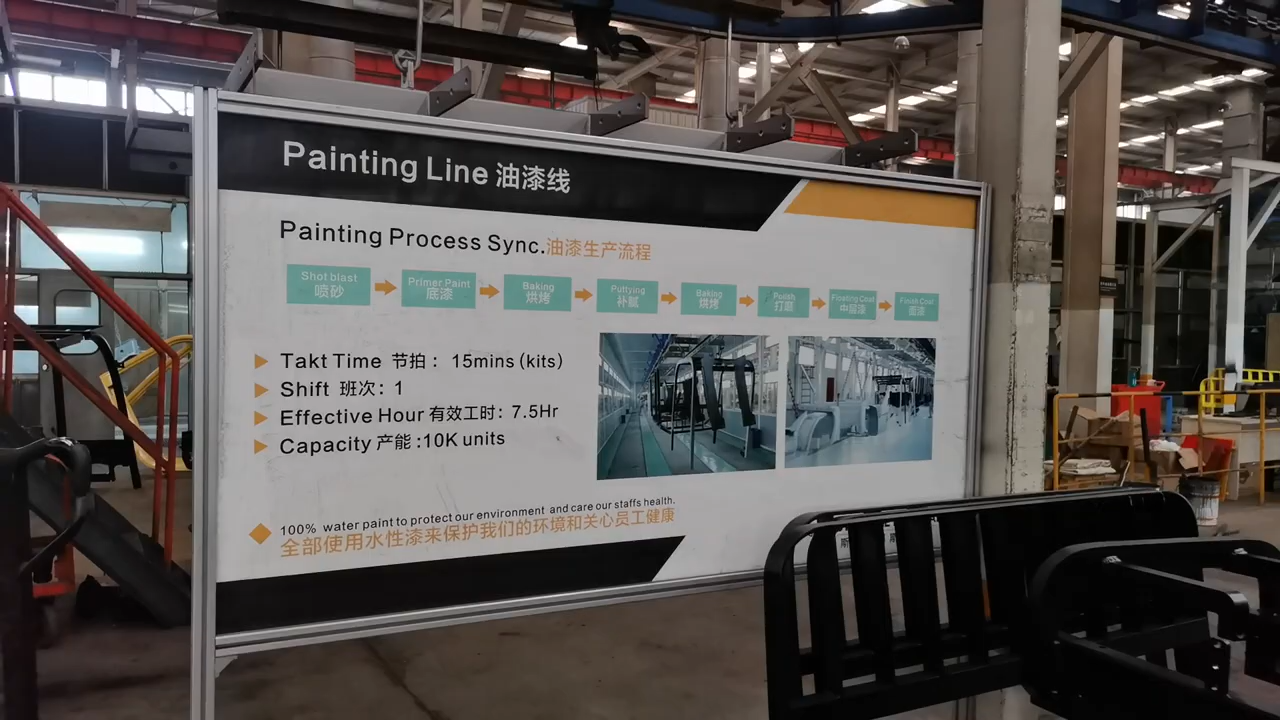 Painting Line 油漆线
Painting Process Sync.油漆生产流程
Shot blast
喷砂
Primer Paint
底漆
Baking
烘烤
Puttying
补腻
Baking
烘烤
Polish
打磨
Floating Coat
中间漆
Finish Coat
面漆
Takt Time 节拍： 15mins (kits)
Shift 班次: 1
Effective Hour 有效工时: 7.5Hr
Capacity 产能 :10K units
100% water paint to protect our environment and care our staffs health.
全部使用水性漆来保护我们的环境和关心员工健康